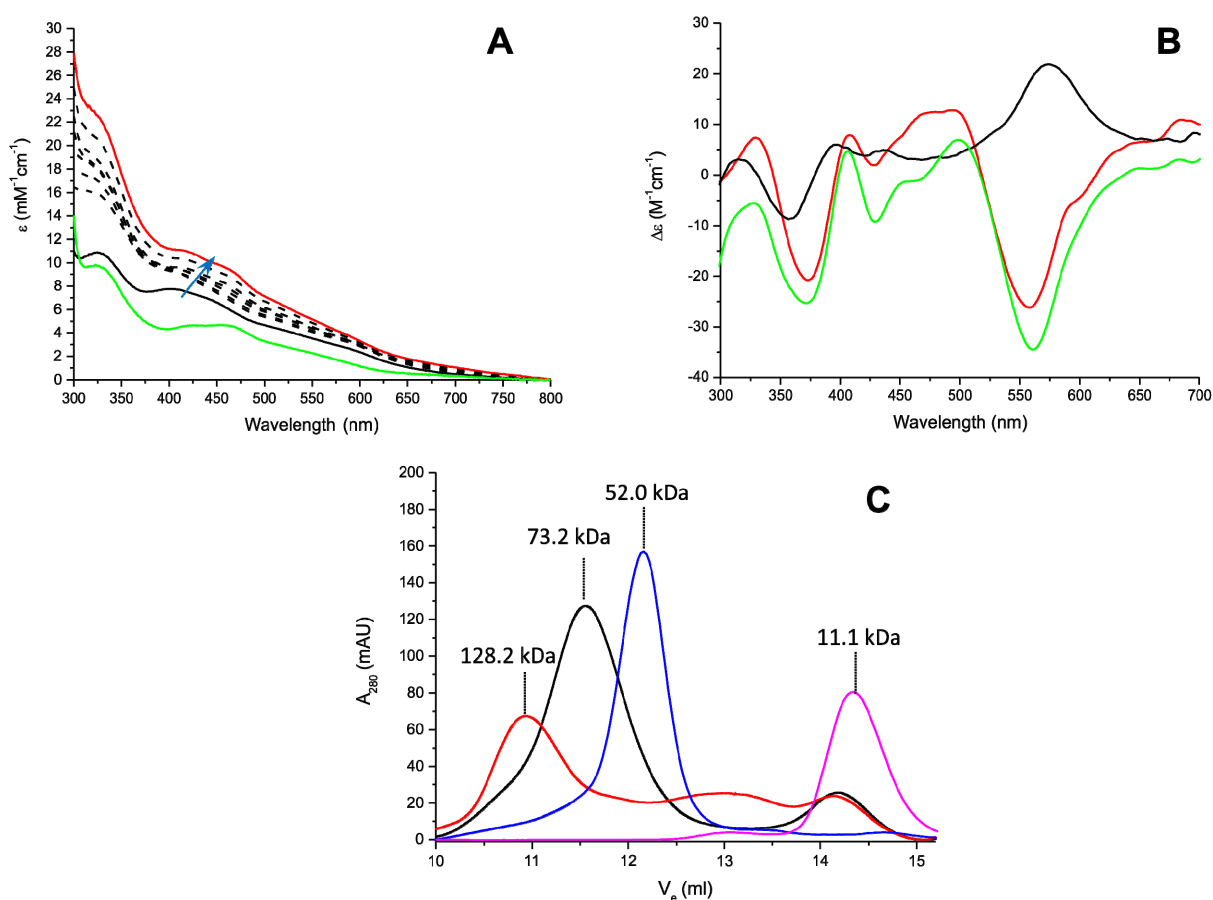 A
30
28
26
24
22
20
18
16
14
12
10
8
6
4
2
0
ε (mM⁻¹cm⁻¹)
300 350 400 450 500 550 600 650 700 750 800
Wavelength (nm)
B
30
20
10
0
-10
-20
-30
-40
Δε (M⁻¹cm⁻¹)
300 350 400 450 500 550 600 650 700
Wavelength (nm)
C
200
180
160
140
120
100
80
60
40
20
0
A₂₈₀ (mAU)
128.2 kDa
73.2 kDa
52.0 kDa
11.1 kDa
10 11 12 13 14 15
Vₑ (ml)